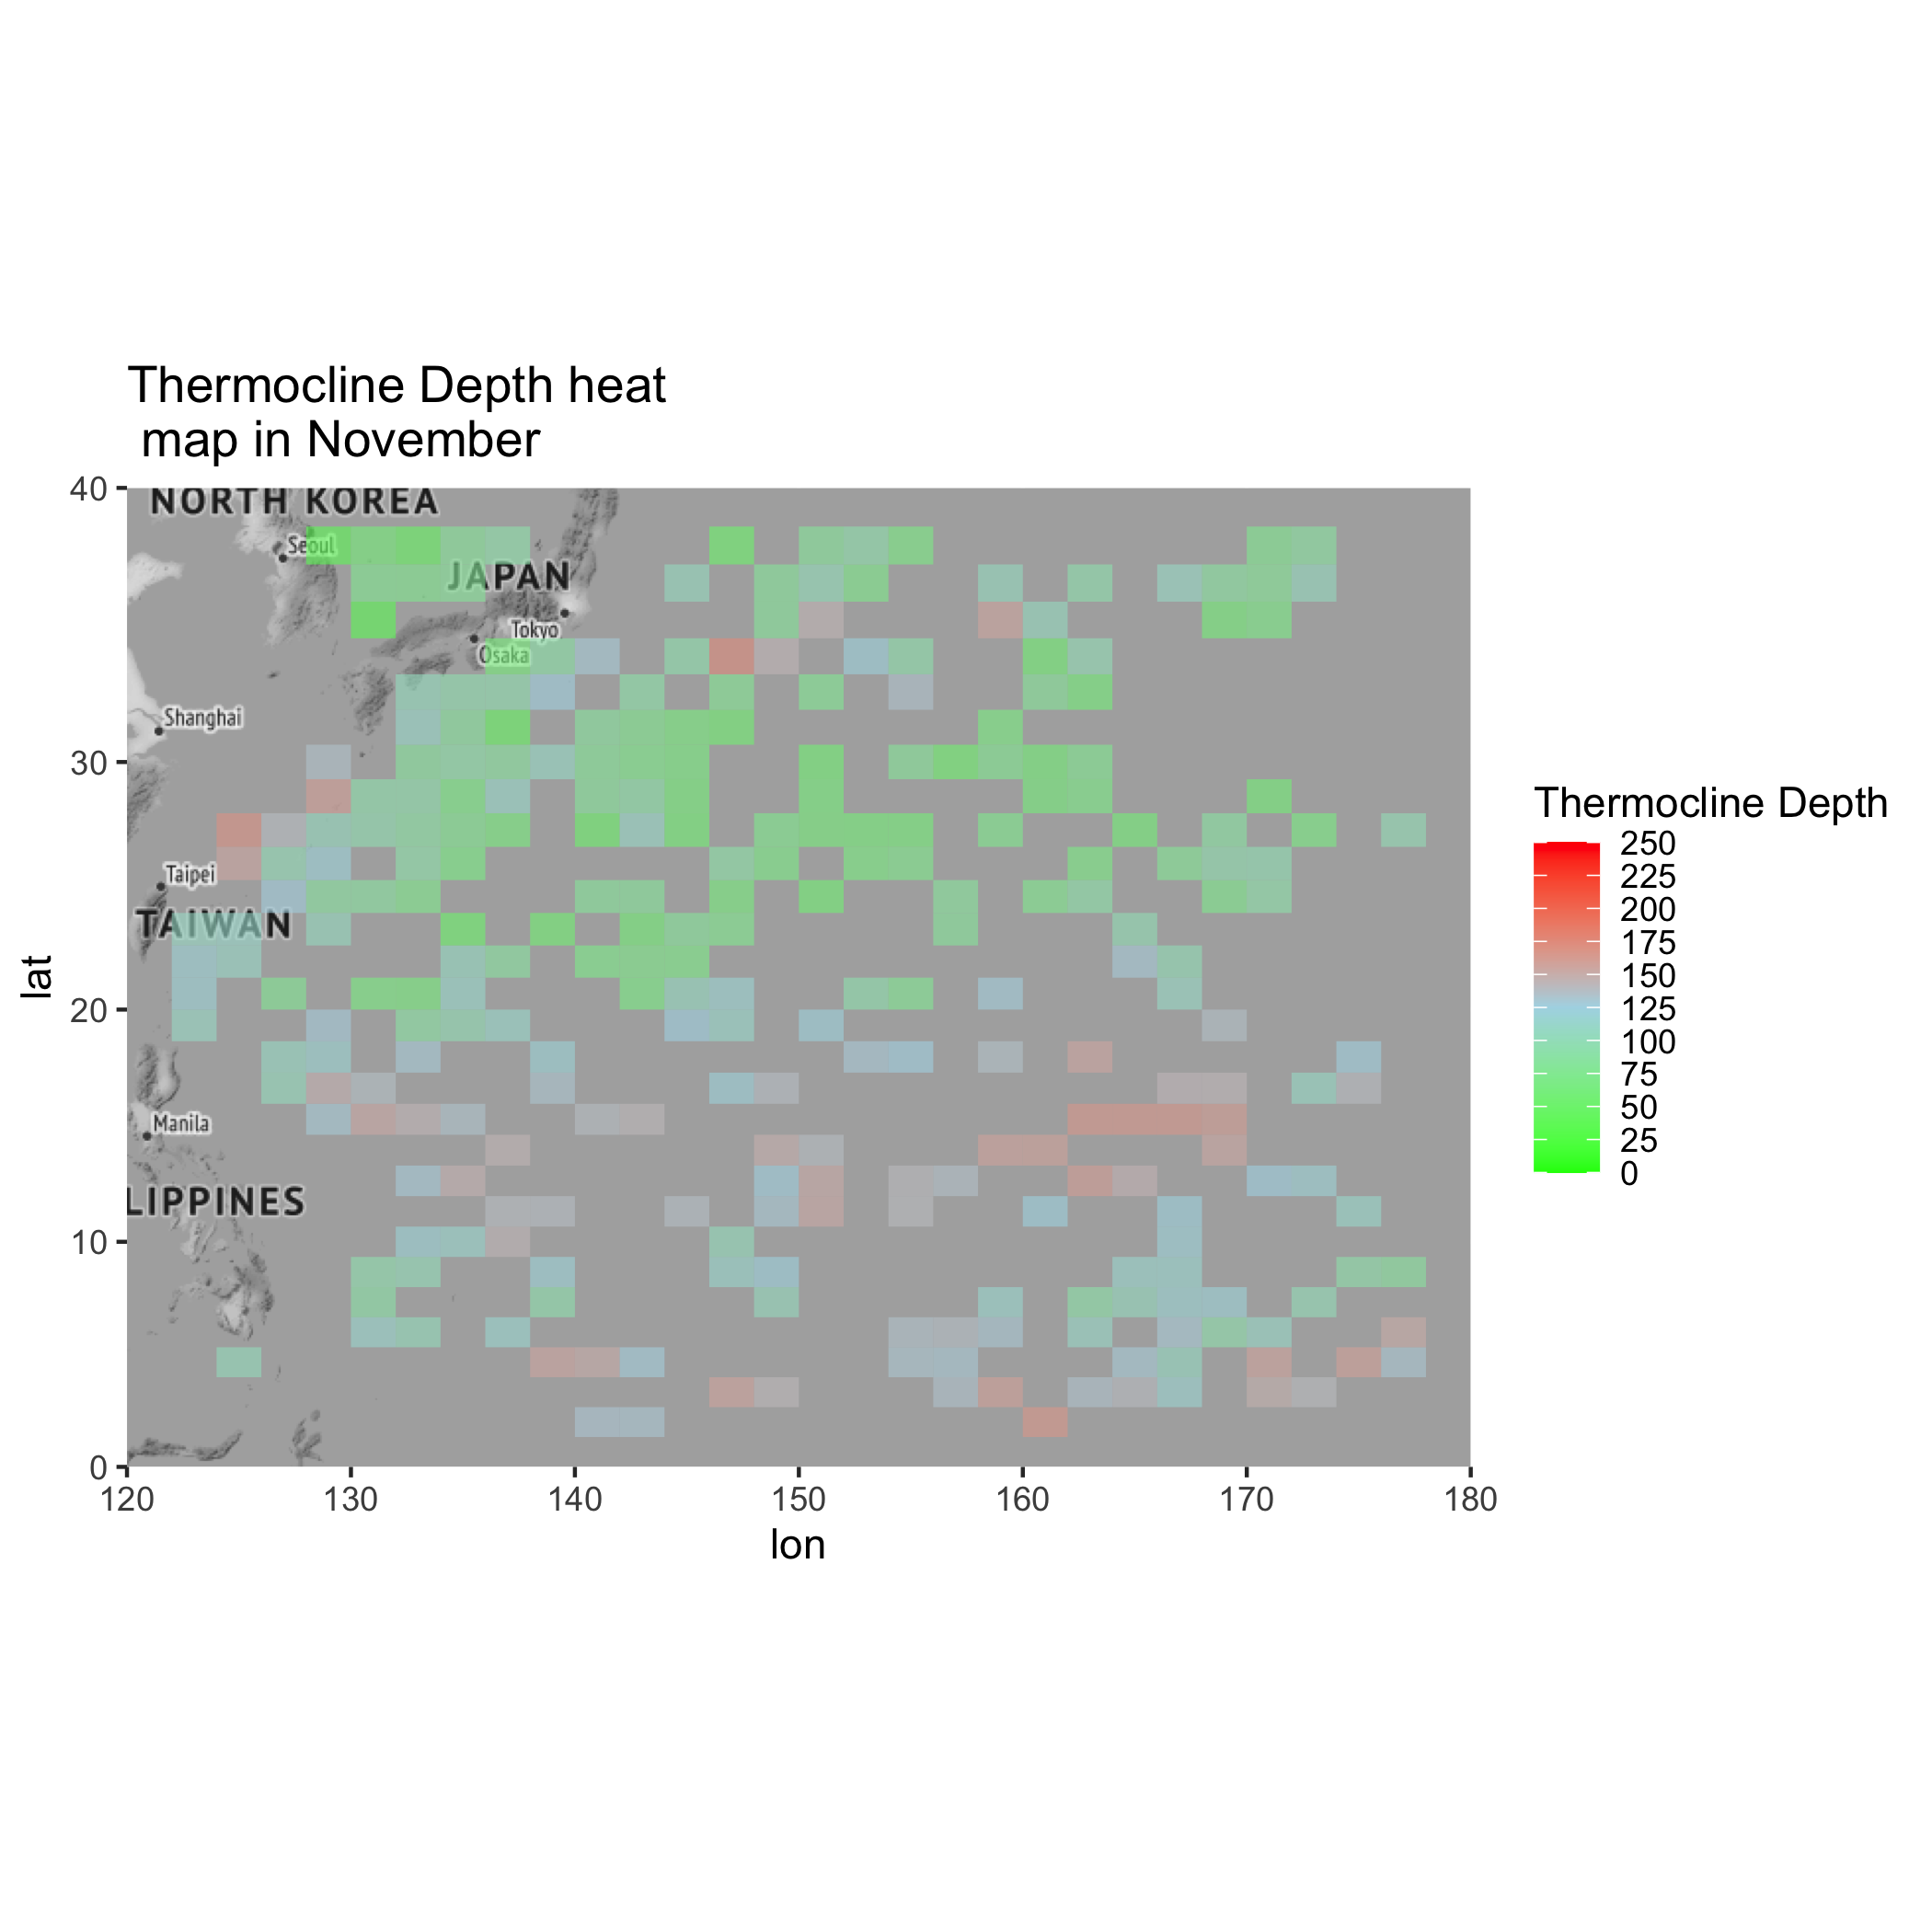 Thermocline Depth heat
map in November
40
30
20
10
0
lat
NORTH KOREA
Seoul
JAPAN
Tokyo
Osaka
Shanghai
Taipei
TAIWAN
Manila
LIPPINES
120 130 140 150 160 170 180
lon
Thermocline Depth
250
225
200
175
150
125
100
75
50
25
0